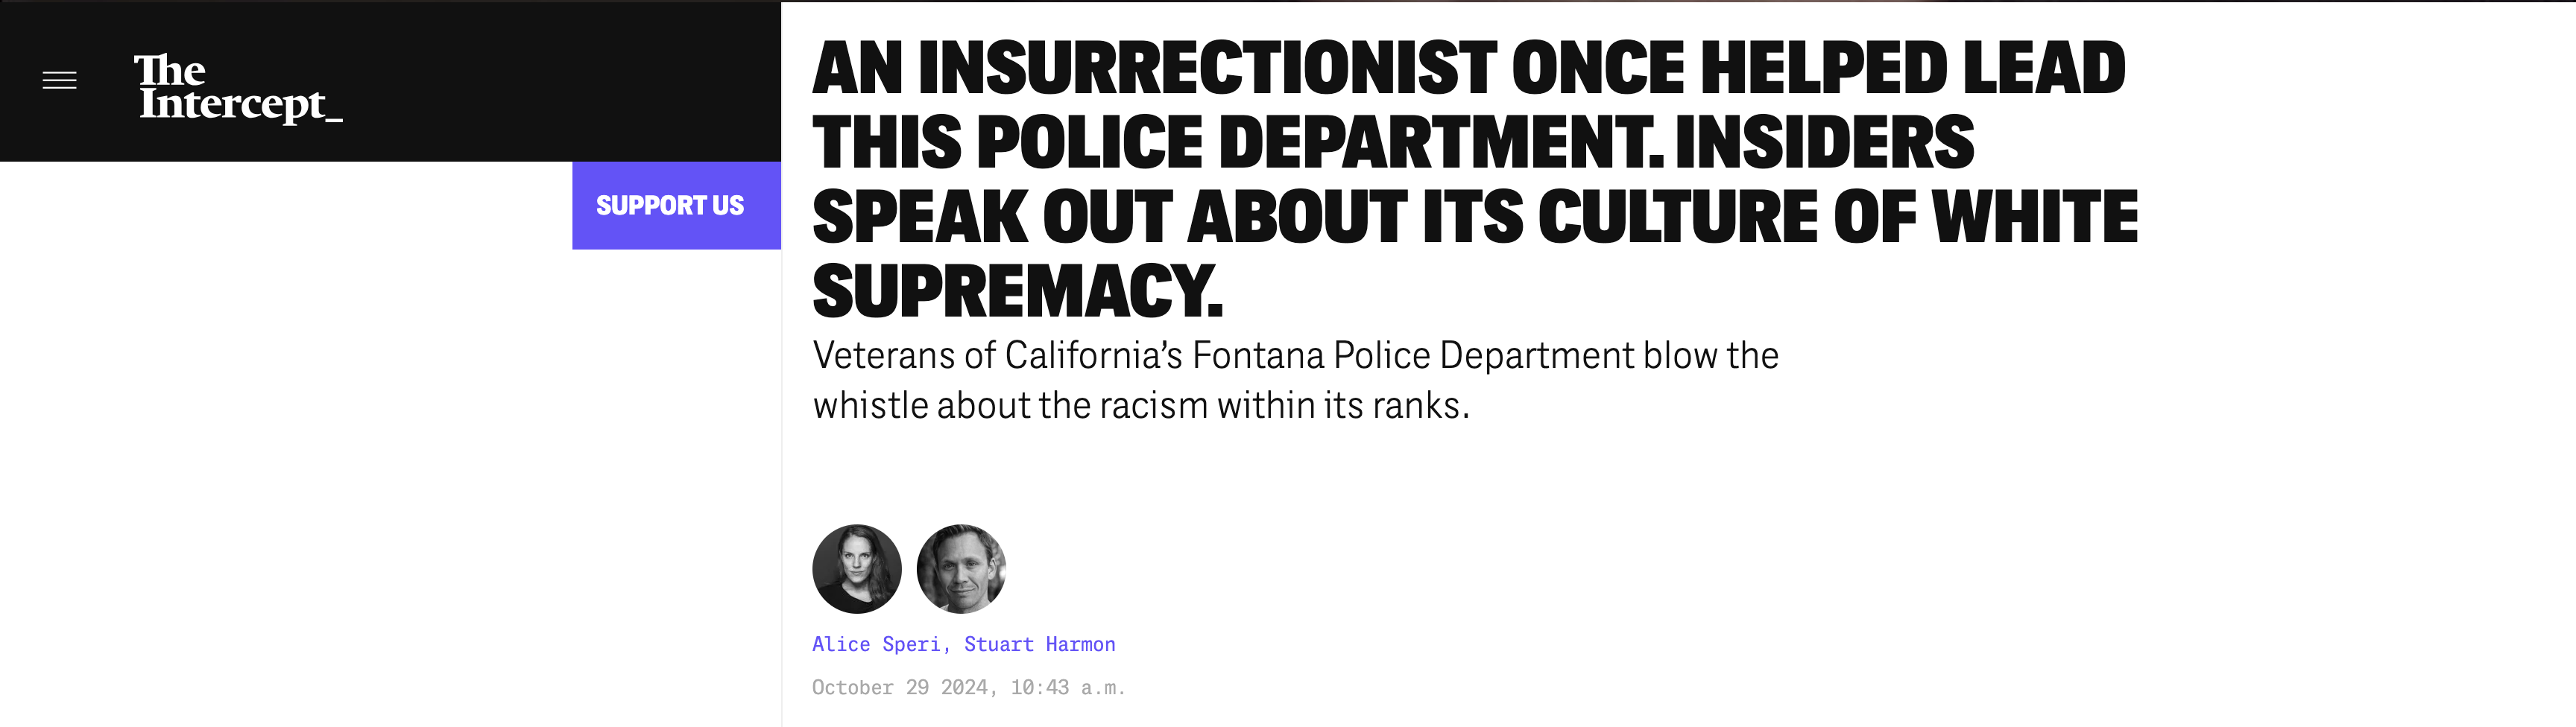 The
Intercept_
SUPPORT US
AN INSURRECTIONIST ONCE HELPED LEAD
THIS POLICE DEPARTMENT. INSIDERS
SPEAK OUT ABOUT ITS CULTURE OF WHITE
SUPREMACY.
Veterans of California’s Fontana Police Department blow the
whistle about the racism within its ranks.
Alice Speri, Stuart Harmon
October 29 2024, 10:43 a.m.